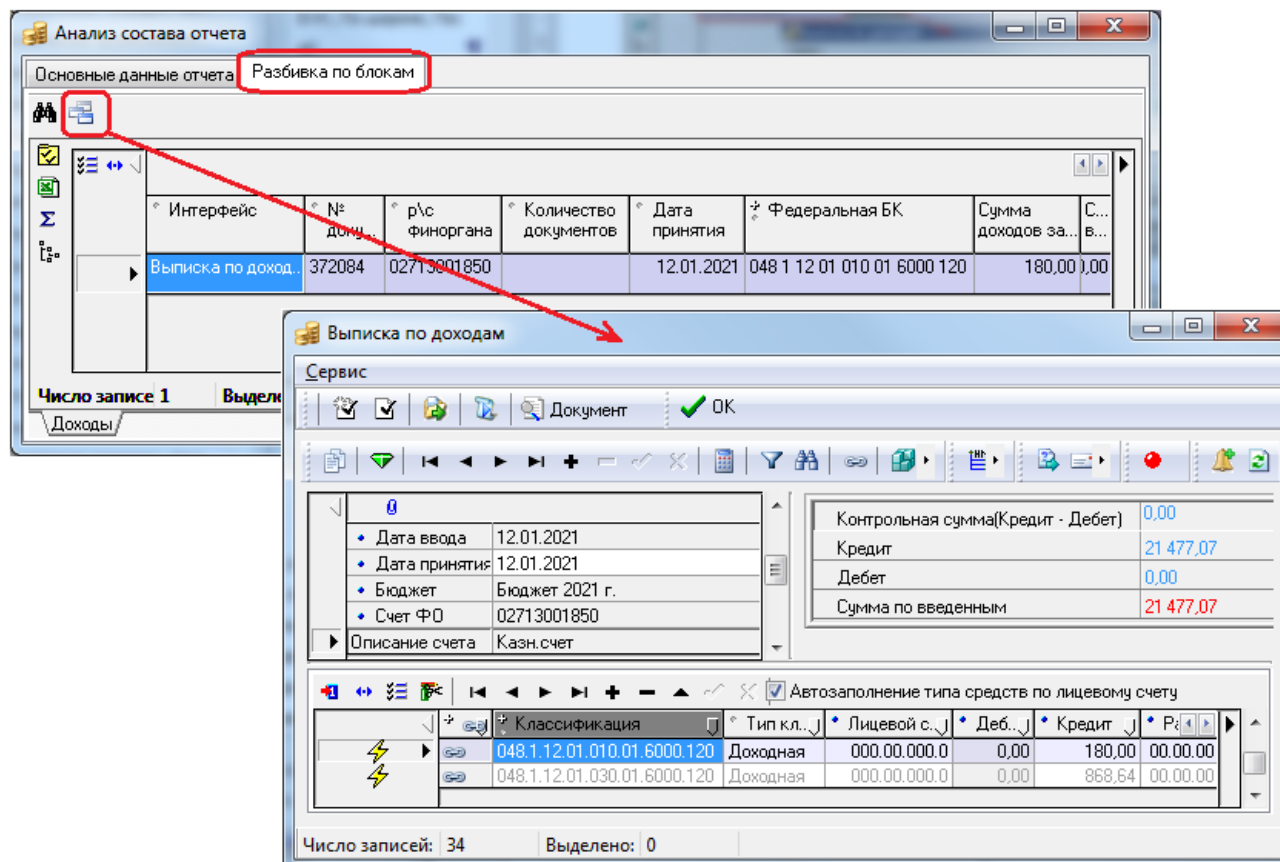 Анализ состава отчета
Основные данные отчета Разбивка по блокам
Интерфейс № доку... р\с финоргана Количество документов Дата принятия Федеральная БК Сумма доходов за... С... в...
Выписка по доход.. 372084 02713001850 12.01.2021 048 1 12 01 010 01 6000 120 180,00 0,00
Число записе 1 Выделе
Доходы
Выписка по доходам
Сервис
Документ OK
Дата ввода 12.01.2021
Дата принятия 12.01.2021
Бюджет Бюджет 2021 г.
Счет ФО 02713001850
Описание счета Казн.счет
Контрольная сумма(Кредит - Дебет) 0,00
Кредит 21 477,07
Дебет 0,00
Сумма по введенным 21 477,07
Автозаполнение типа средств по лицевому счету
Классификация Тип кл.. Лицевой с.. Деб.. Кредит Ра
048.1.12.01.010.01.6000.120 Доходная 000.00.000.0 0,00 180,00 00.00.00
048.1.12.01.030.01.6000.120 Доходная 000.00.000.0 0,00 868,64 00.00.00
Число записей: 34 Выделено: 0